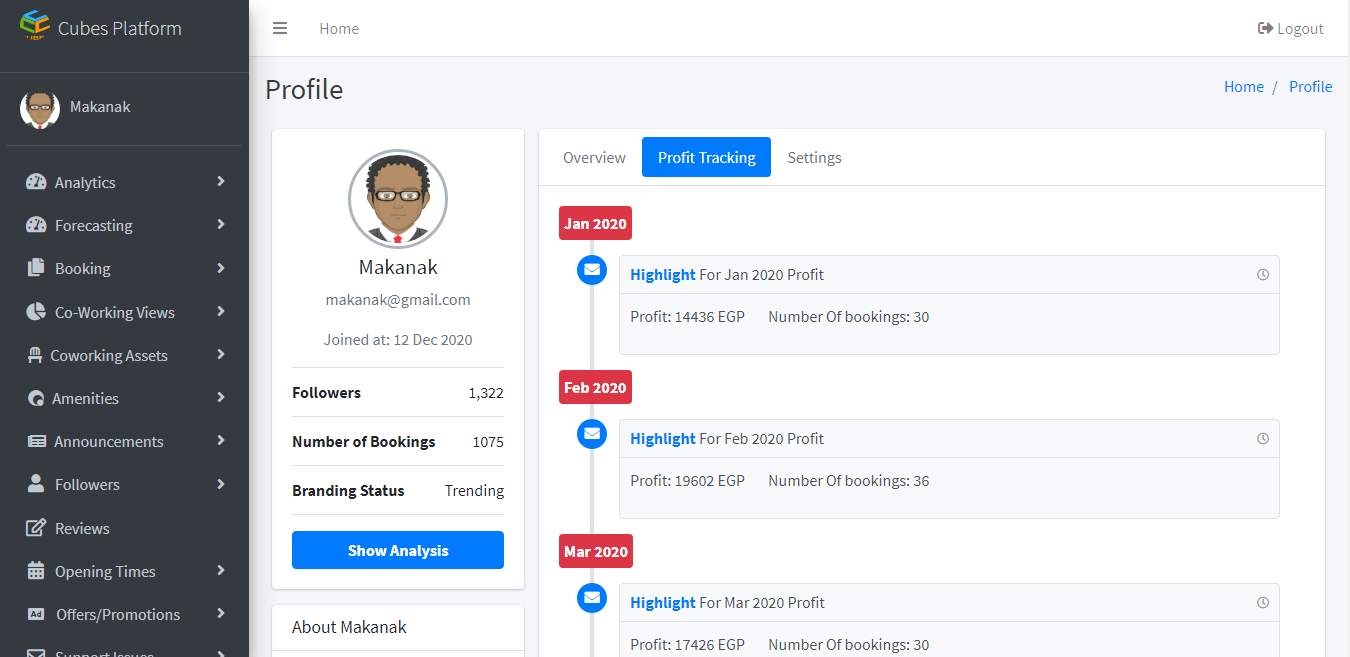 Cubes Platform
Home
Logout
Makanak
Analytics
Forecasting
Booking
Co-Working Views
Coworking Assets
Amenities
Announcements
Followers
Reviews
Opening Times
Ad Offers/Promotions
Support Issues
Profile
Home / Profile
Makanak
makanak@gmail.com
Joined at: 12 Dec 2020
Followers 1,322
Number of Bookings 1075
Branding Status Trending
Show Analysis
About Makanak
Overview Profit Tracking Settings
Jan 2020
Highlight For Jan 2020 Profit
Profit: 14436 EGP Number Of bookings: 30
Feb 2020
Highlight For Feb 2020 Profit
Profit: 19602 EGP Number Of bookings: 36
Mar 2020
Highlight For Mar 2020 Profit
Profit: 17426 EGP Number Of bookings: 30